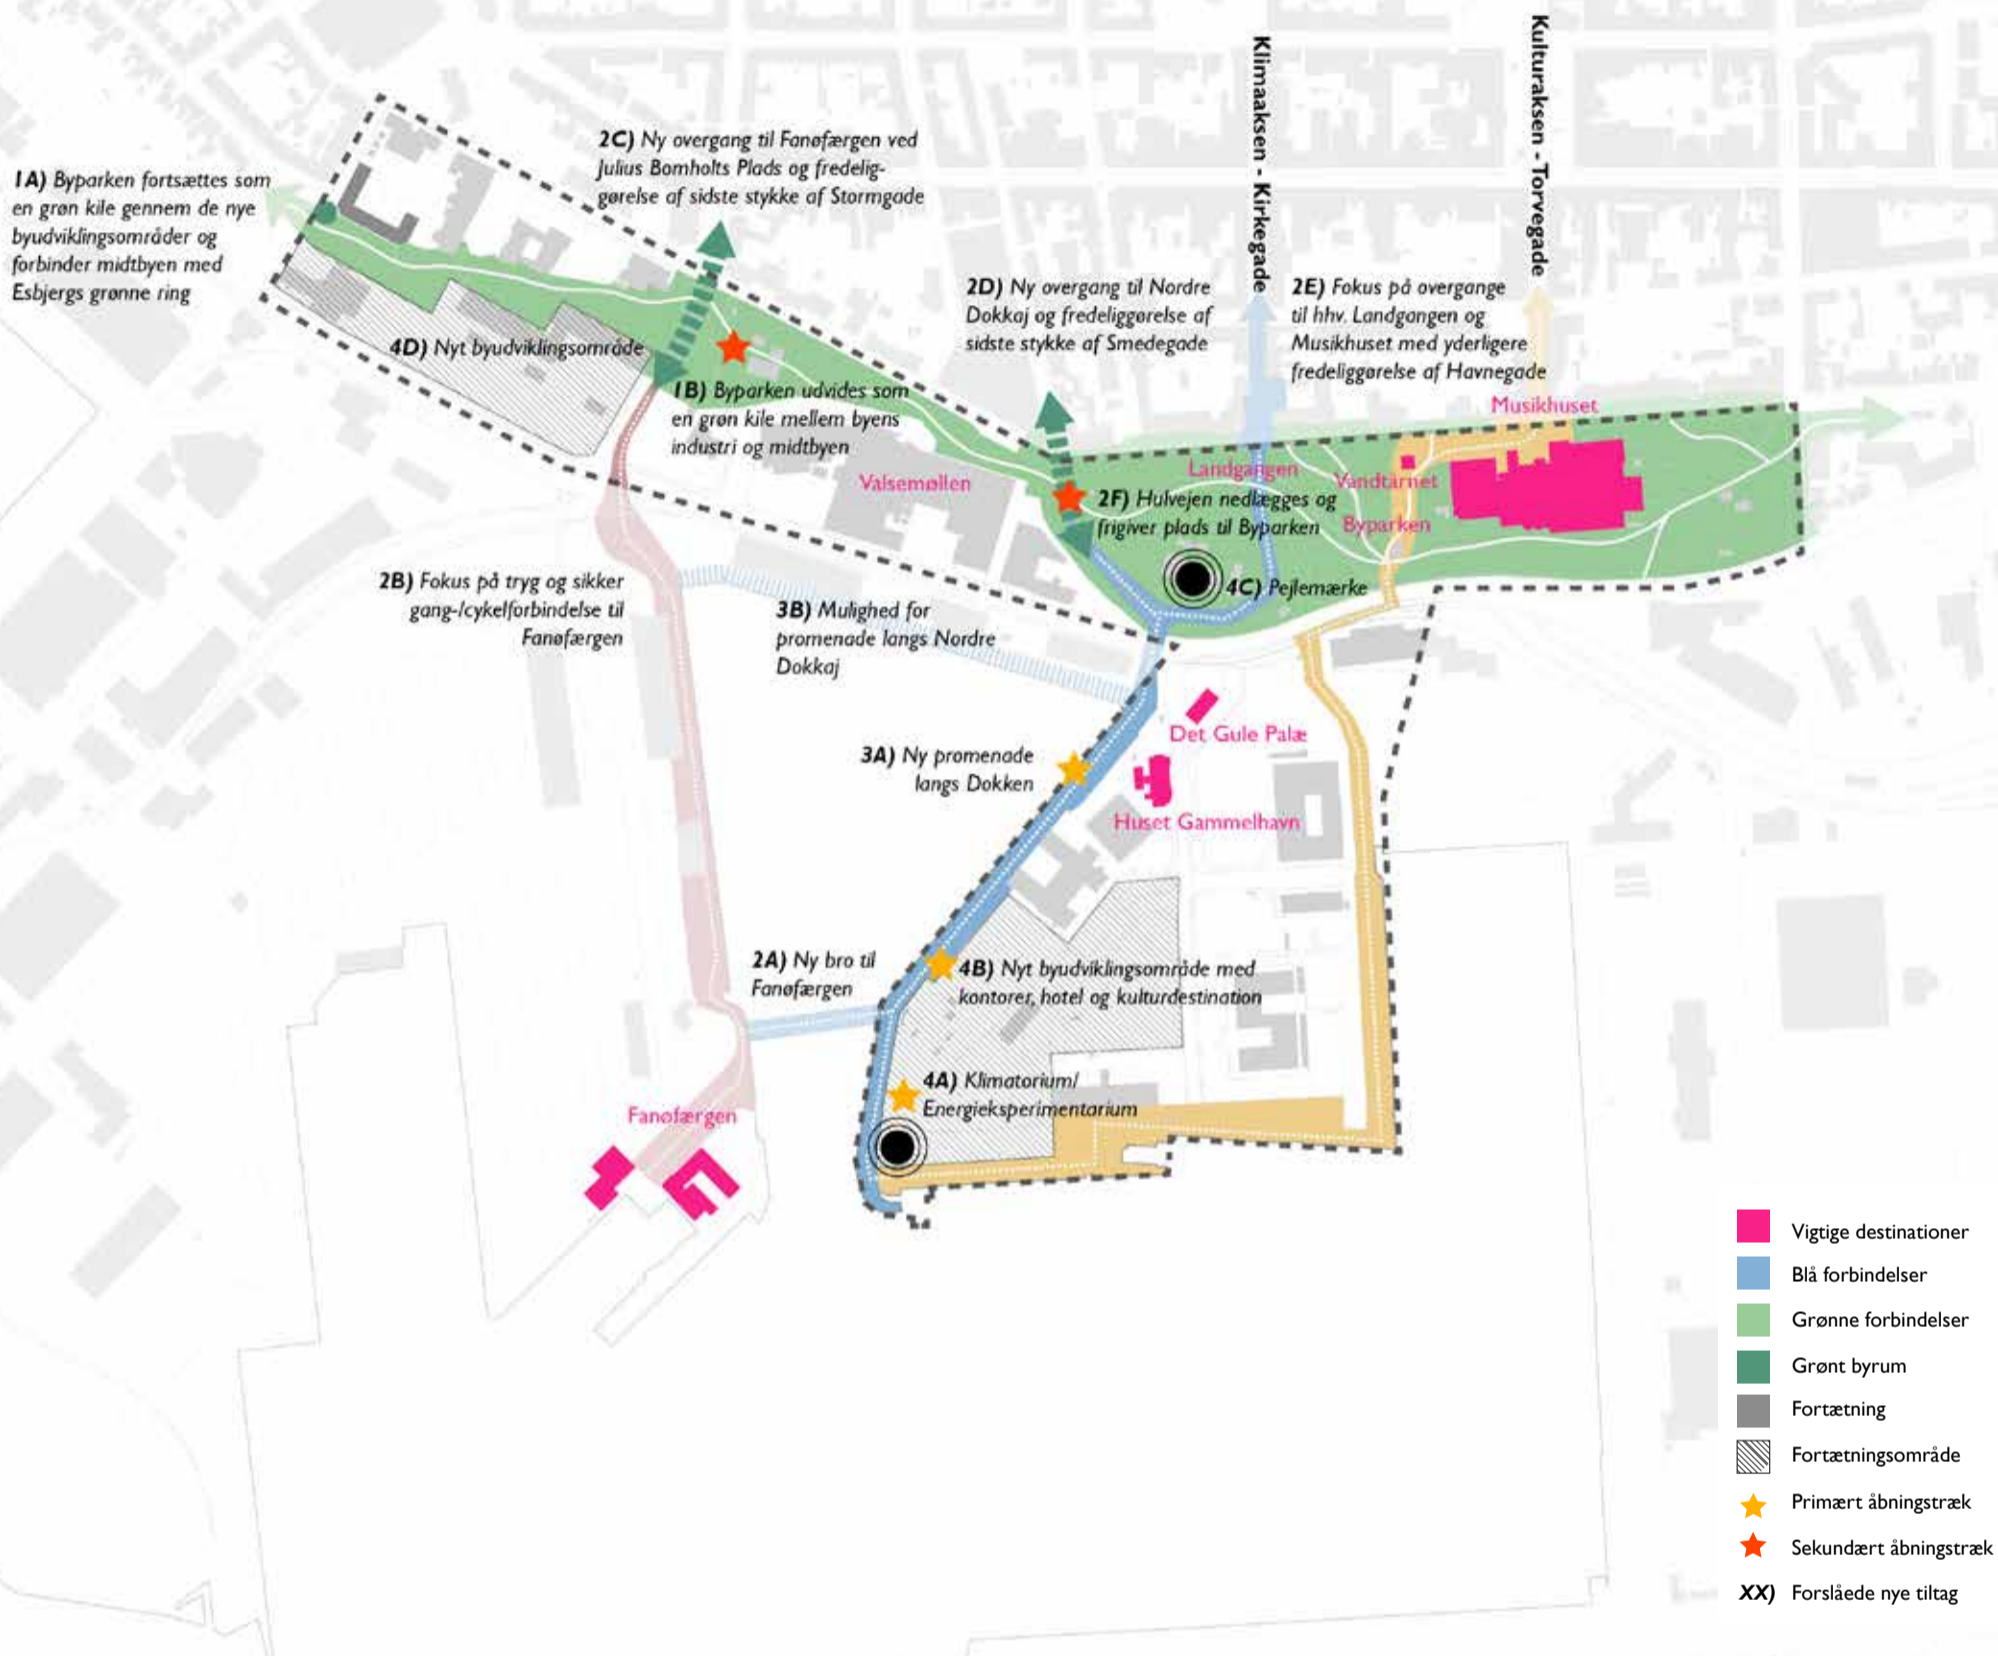 Klimaaksen - Kirkegade
Kulturaksen - Torvegade
1A) Byparken fortsættes som
en grøn kile gennem de nye
byudviklingsområder og
forbinder midtbyen med
Esbjergs grønne ring
2C) Ny overgang til Fanøfærgen ved
Julius Bomholts Plads og fredelig-
gørelse af sidste stykke af Stormgade
2D) Ny overgang til Nordre
Dokkaj og fredeliggørelse af
sidste stykke af Smedegade
2E) Fokus på overgange
til hhv. Landgangen og
Musikhuset med yderligere
fredeliggørelse af Havnegade
4D) Nyt byudviklingsområde
1B) Byparken udvides som
en grøn kile mellem byens
industri og midtbyen
Musikhuset
Valsemøllen
Landgangen
Vandtårnet
Byparken
2F) Hulvejen nedlægges og
frigiver plads til Byparken
4C) Pejlemærke
2B) Fokus på tryg og sikker
gang-/cykelforbindelse til
Fanøfærgen
3B) Mulighed for
promenade langs Nordre
Dokkaj
Det Gule Palæ
3A) Ny promenade
langs Dokken
Huset Gammelhavn
2A) Ny bro til
Fanøfærgen
4B) Nyt byudviklingsområde med
kontorer, hotel og kulturdestination
4A) Klimatorium/
Energieksperimentarium
Fanøfærgen
Vigtige destinationer
Blå forbindelser
Grønne forbindelser
Grønt byrum
Fortætning
Fortætningsområde
Primært åbningstræk
Sekundært åbningstræk
XX) Forslåede nye tiltag